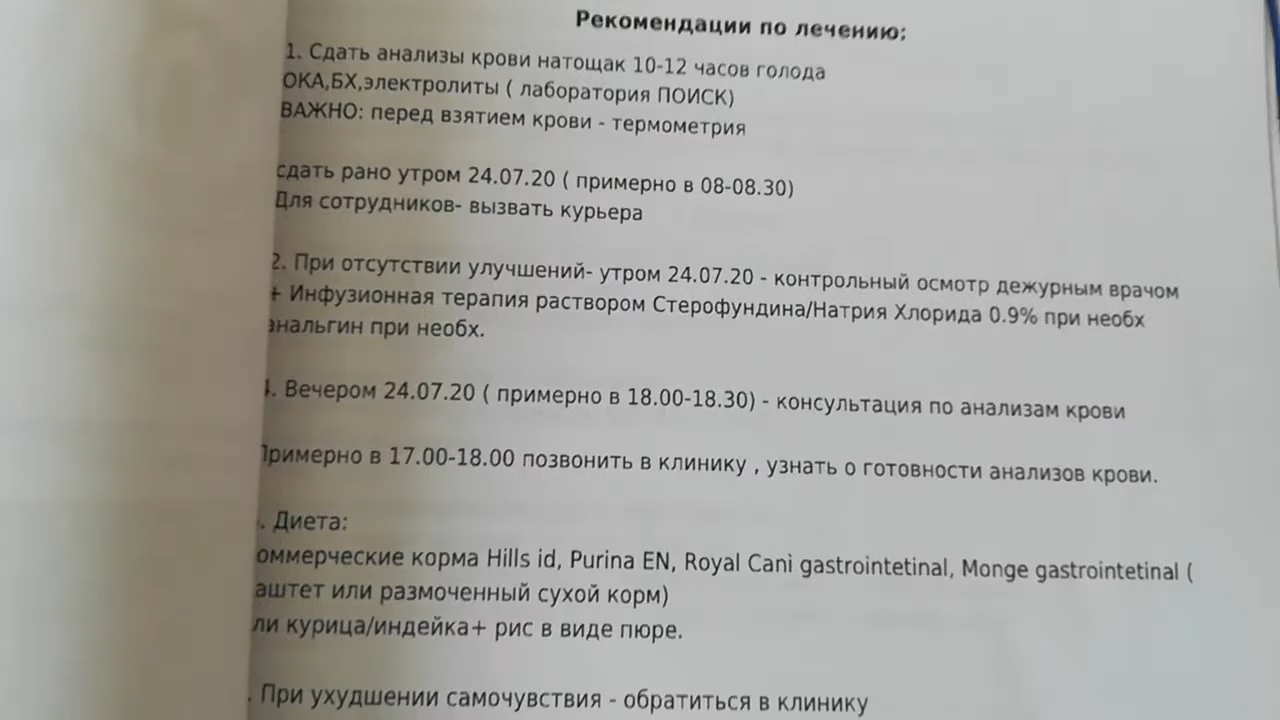 Рекомендации по лечению:
1. Сдать анализы крови натощак 10-12 часов голода
ОКА,БХ,электролиты ( лаборатория ПОИСК)
ВАЖНО: перед взятием крови - термометрия
сдать рано утром 24.07.20 ( примерно в 08-08.30)
Для сотрудников- вызвать курьера
2. При отсутствии улучшений- утром 24.07.20 - контрольный осмотр дежурным врачом
+ Инфузионная терапия раствором Стерофундина/Натрия Хлорида 0.9% при необх
анальгин при необх.
4. Вечером 24.07.20 ( примерно в 18.00-18.30) - консультация по анализам крови
Примерно в 17.00-18.00 позвонить в клинику , узнать о готовности анализов крови.
. Диета:
оммерческие корма Hills id, Purina EN, Royal Cani gastrointetinal, Monge gastrointetinal (
аштет или размоченный сухой корм)
ли курица/индейка+ рис в виде пюре.
. При ухудшении самочувствия - обратиться в клинику